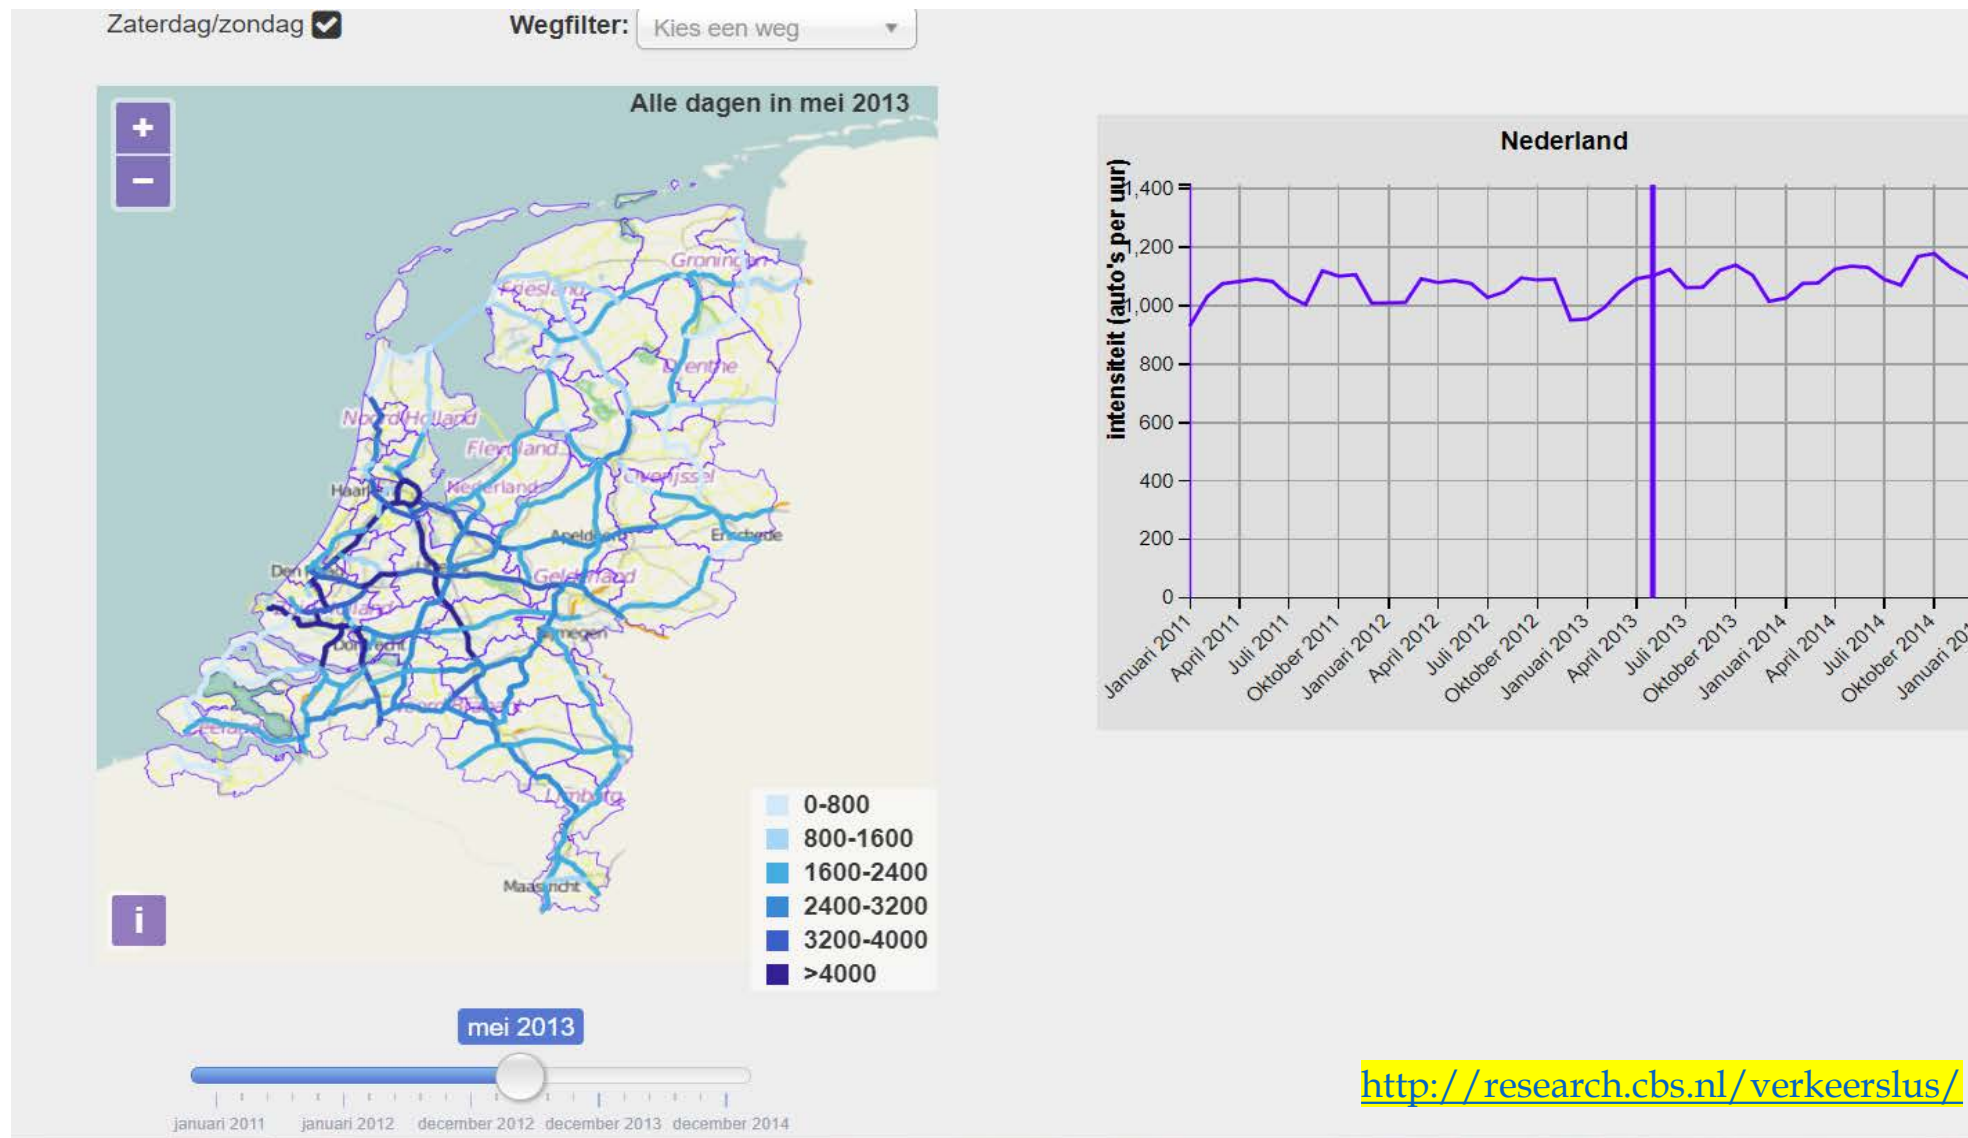 Zaterdag/zondag
Wegfilter: Kies een weg
Alle dagen in mei 2013
+
−
Groningen
Friesland
Drenthe
Noord-Holland
Flevoland
Overijssel
Nederland
Apeldoorn
Enschede
Gelderland
Nijmegen
Dordrecht
Limburg
Maastricht
0-800
800-1600
1600-2400
2400-3200
3200-4000
>4000
i
mei 2013
januari 2011
januari 2012
december 2012
december 2013
december 2014
Nederland
intensiteit (auto's per uur)
1,400
1,200
1,000
800
600
400
200
0
Januari 2011
April 2011
Juli 2011
Oktober 2011
Januari 2012
April 2012
Juli 2012
Oktober 2012
Januari 2013
April 2013
Juli 2013
Oktober 2013
Januari 2014
April 2014
Juli 2014
Oktober 2014
Januari 201
http://research.cbs.nl/verkeerslus/